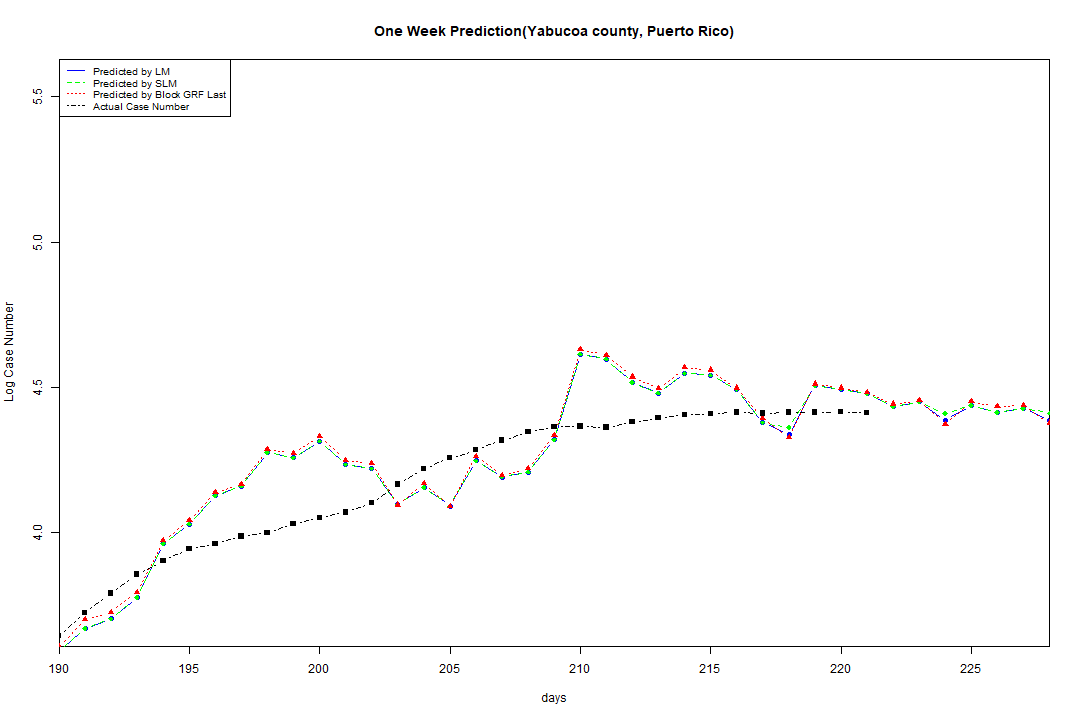 One Week Prediction(Yabucoa county, Puerto Rico)
Predicted by LM
Predicted by SLM
Predicted by Block GRF Last
Actual Case Number
5.5
5.0
4.5
4.0
Log Case Number
190 195 200 205 210 215 220 225
days